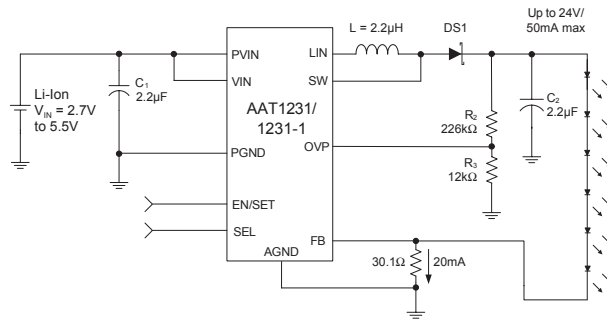 L = 2.2µH
DS1
Up to 24V/
50mA max
PVIN
LIN
VIN
SW
C1
2.2µF
Li-Ion
VIN = 2.7V
to 5.5V
AAT1231/
1231-1
R2
226kΩ
C2
2.2µF
PGND
OVP
R3
12kΩ
EN/SET
SEL
FB
AGND
30.1Ω
20mA